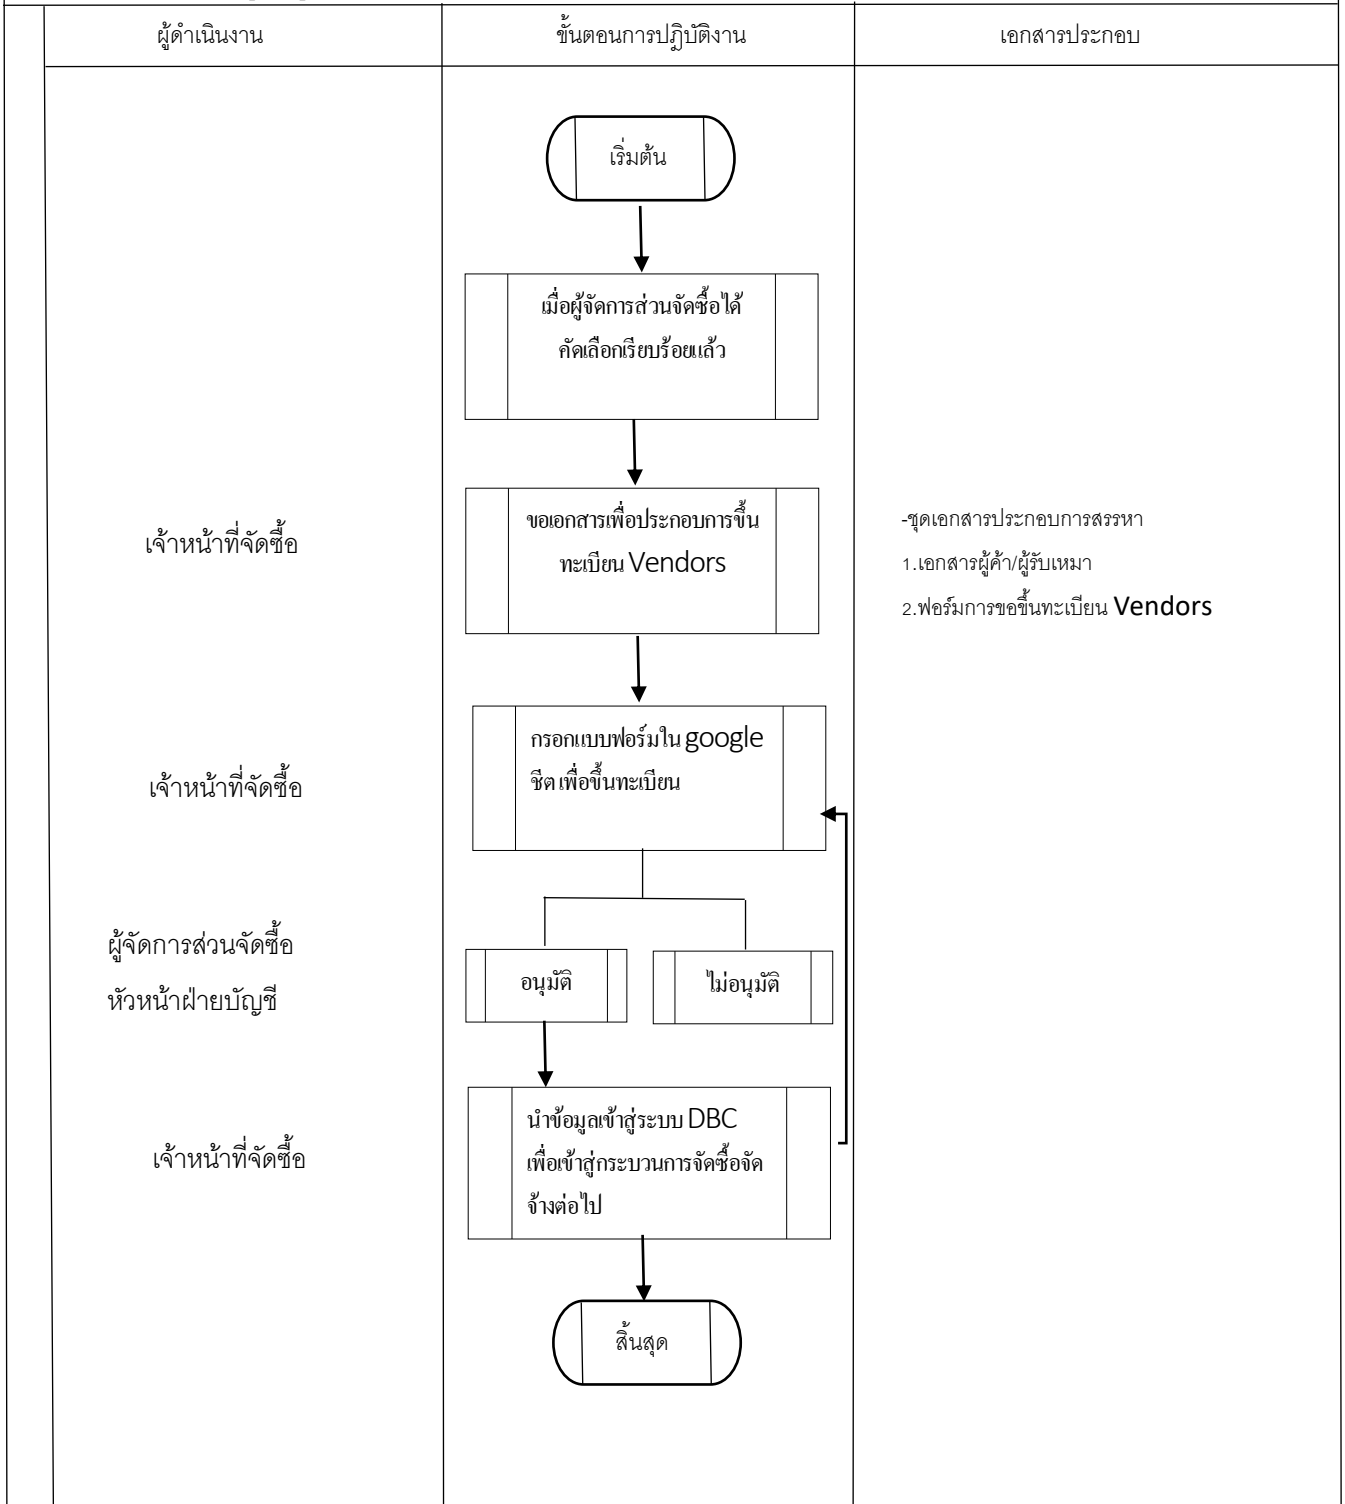 ผู้ดำเนินงาน
ขั้นตอนการปฏิบัติงาน
เอกสารประกอบ
เริ่มต้น
เมื่อผู้จัดการส่วนจัดซื้อได้
คัดเลือกเรียบร้อยแล้ว
เจ้าหน้าที่จัดซื้อ
ขอเอกสารเพื่อประกอบการขึ้น
ทะเบียน Vendors
-ชุดเอกสารประกอบการสรรหา
1.เอกสารผู้ค้า/ผู้รับเหมา
2.ฟอร์มการขอขึ้นทะเบียน Vendors
เจ้าหน้าที่จัดซื้อ
กรอกแบบฟอร์มใน google
ชีต เพื่อขึ้นทะเบียน
ผู้จัดการส่วนจัดซื้อ
หัวหน้าฝ่ายบัญชี
อนุมัติ
ไม่อนุมัติ
เจ้าหน้าที่จัดซื้อ
นำข้อมูลเข้าสู่ระบบ DBC
เพื่อเข้าสู่กระบวนการจัดซื้อจัด
จ้างต่อไป
สิ้นสุด